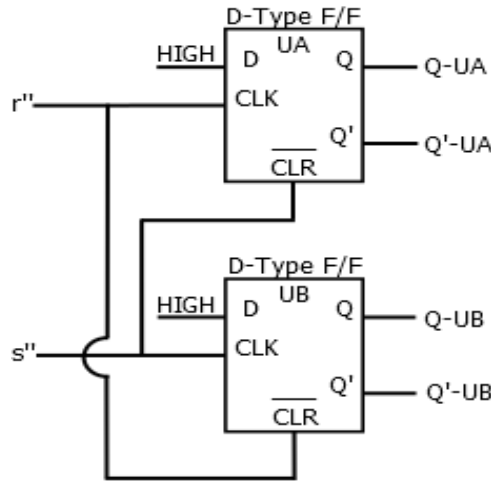 D-Type F/F
HIGH D UA Q Q-UA
r" CLK
Q' Q'-UA
CLR
D-Type F/F
HIGH D UB Q Q-UB
s" CLK
Q' Q'-UB
CLR